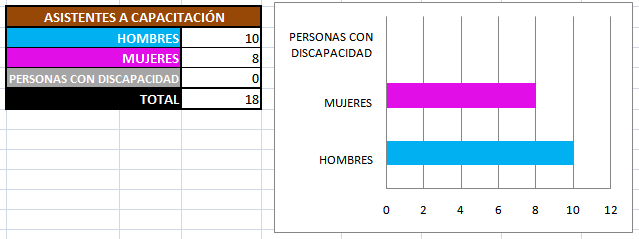 ASISTENTES A CAPACITACIÓN
HOMBRES 10
MUJERES 8
PERSONAS CON DISCAPACIDAD 0
TOTAL 18
PERSONAS CON
DISCAPACIDAD
MUJERES
HOMBRES
0 2 4 6 8 10 12